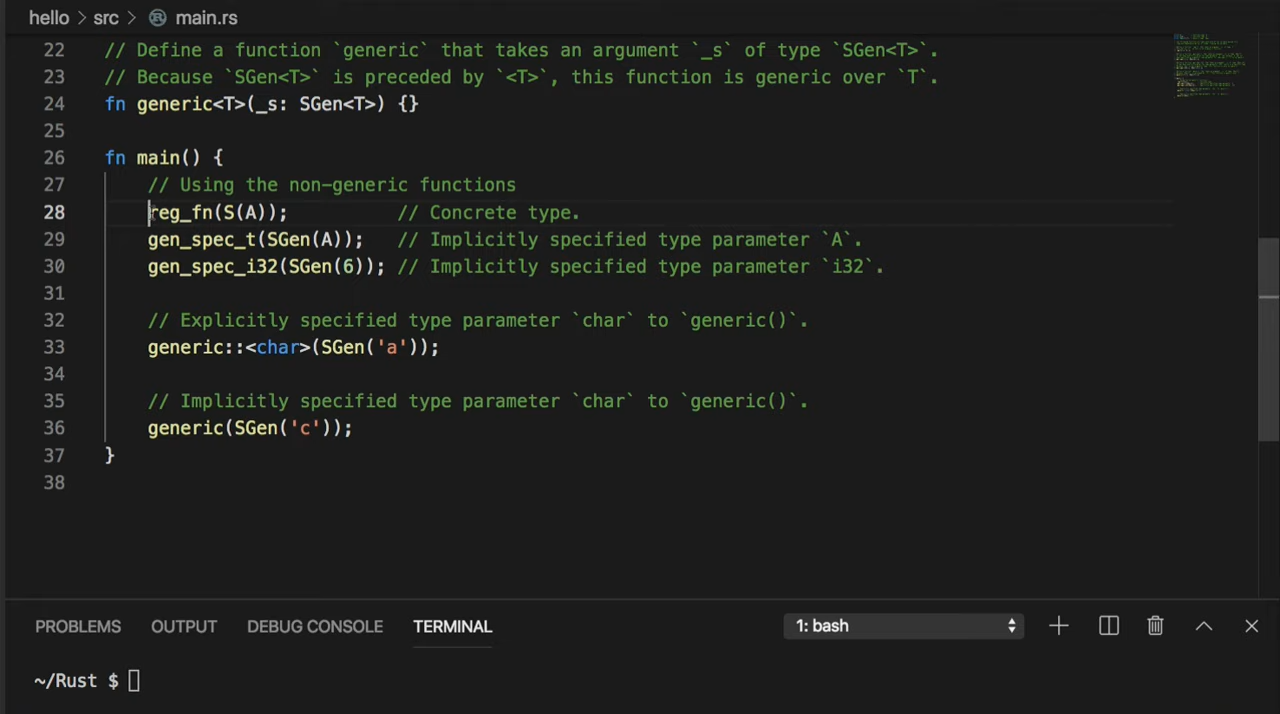 hello > src > main.rs
22 // Define a function `generic` that takes an argument `_s` of type `SGen<T>`.
23 // Because `SGen<T>` is preceded by `<T>`, this function is generic over `T`.
24 fn generic<T>(_s: SGen<T>) {}
25
26 fn main() {
27 // Using the non-generic functions
28 reg_fn(S(A)); // Concrete type.
29 gen_spec_t(SGen(A)); // Implicitly specified type parameter `A`.
30 gen_spec_i32(SGen(6)); // Implicitly specified type parameter `i32`.
31
32 // Explicitly specified type parameter `char` to `generic()`.
33 generic::<char>(SGen('a'));
34
35 // Implicitly specified type parameter `char` to `generic()`.
36 generic(SGen('c'));
37 }
38
PROBLEMS OUTPUT DEBUG CONSOLE TERMINAL 1: bash
~/Rust $